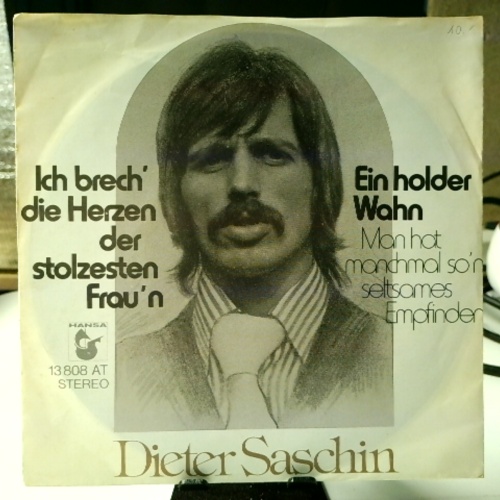 Ich brech'
die Herzen
der
stolzesten
Frau'n
Ein holder
Wahn
Man hat
manchmal so'n
seltsames
Empfinden
HANSA
13 808 AT
STEREO
Dieter Saschin